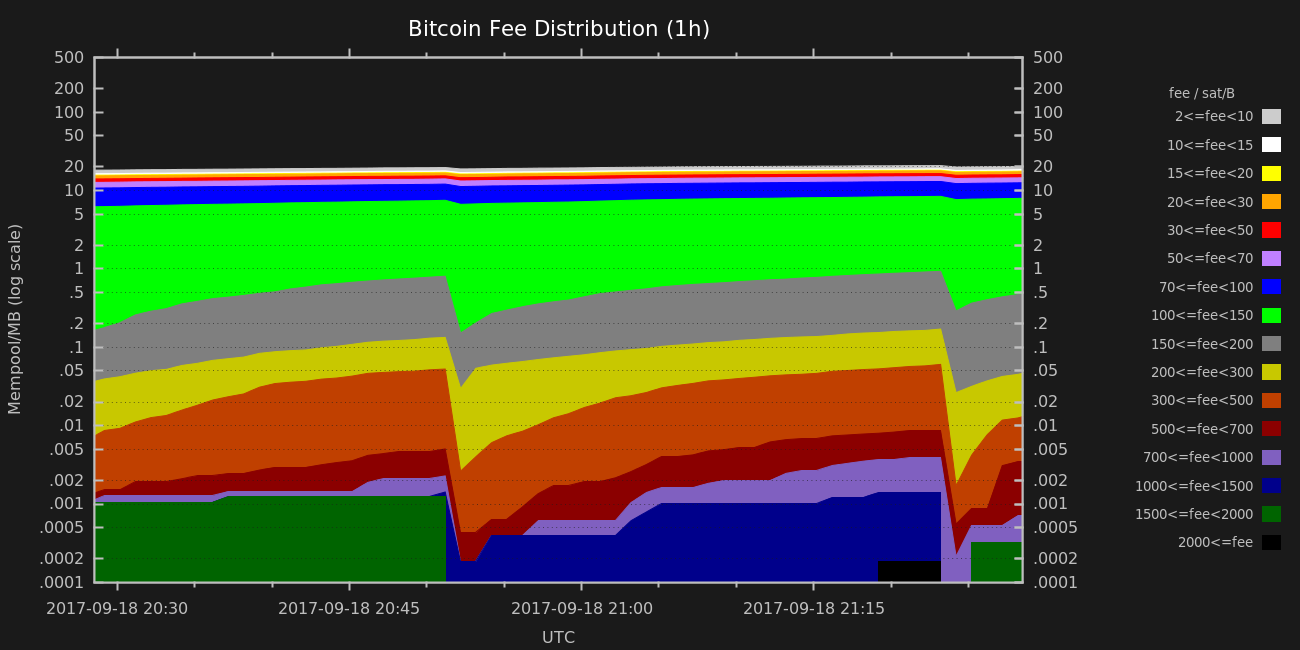 Bitcoin Fee Distribution (1h)
Mempool/MB (log scale)
500
200
100
50
20
10
5
2
1
.5
.2
.1
.05
.02
.01
.005
.002
.001
.0005
.0002
.0001
500
200
100
50
20
10
5
2
1
.5
.2
.1
.05
.02
.01
.005
.002
.001
.0005
.0002
.0001
fee / sat/B
2<=fee<10
10<=fee<15
15<=fee<20
20<=fee<30
30<=fee<50
50<=fee<70
70<=fee<100
100<=fee<150
150<=fee<200
200<=fee<300
300<=fee<500
500<=fee<700
700<=fee<1000
1000<=fee<1500
1500<=fee<2000
2000<=fee
2017-09-18 20:30
2017-09-18 20:45
2017-09-18 21:00
2017-09-18 21:15
UTC